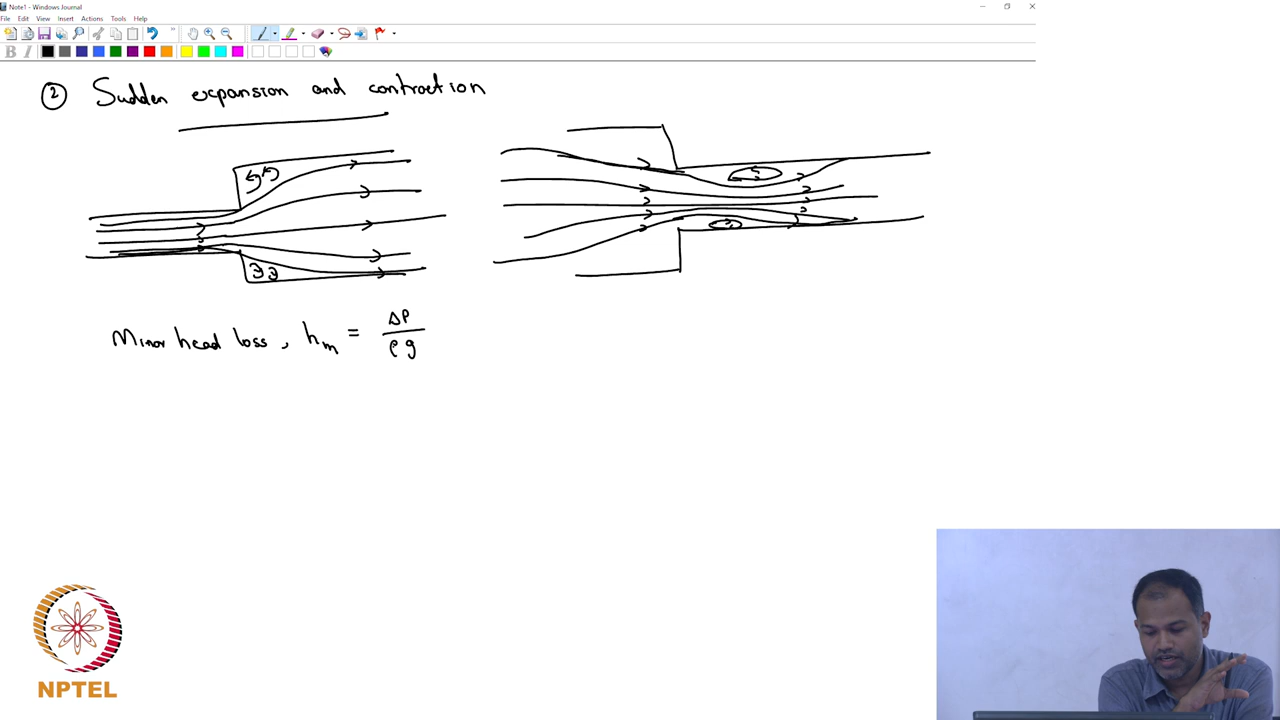 Note1 - Windows Journal
File Edit View Insert Actions Tools Help
B I
② Sudden expansion and contraction
Minor head loss, hm = ΔP / ρg
NPTEL